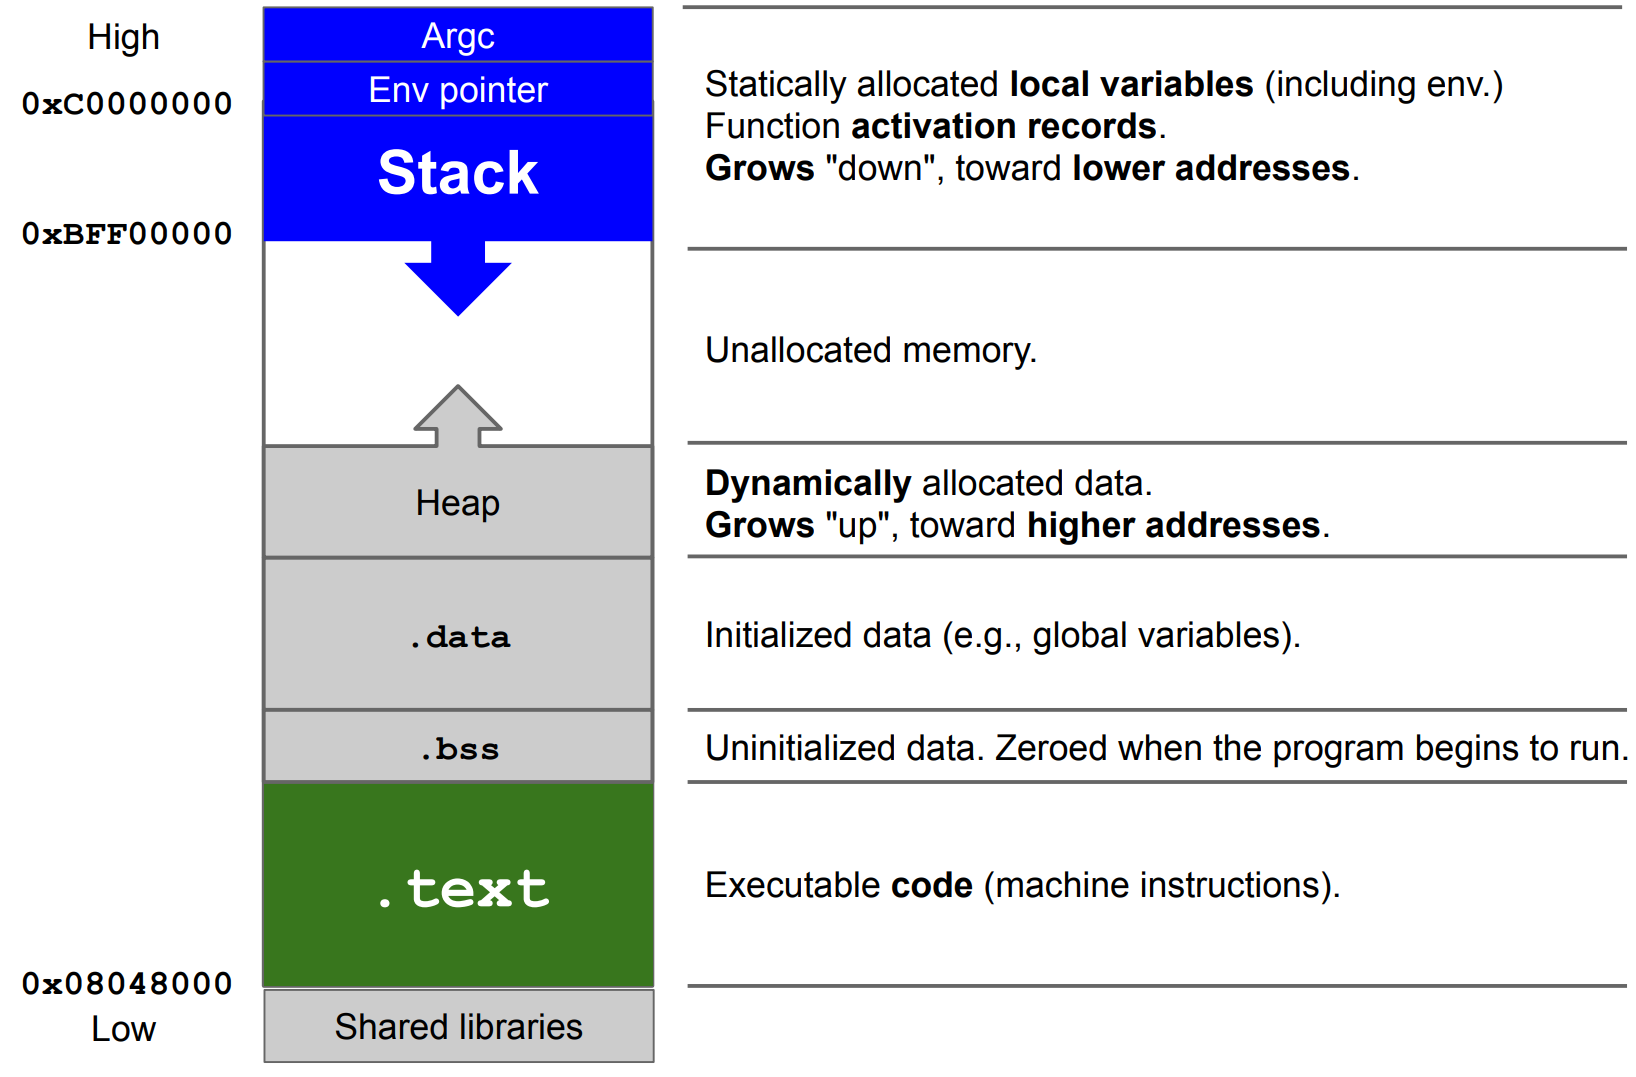 High
Argc
Env pointer
0xC0000000
Stack
0xBFF00000
Statically allocated local variables (including env.)
Function activation records.
Grows "down", toward lower addresses.
Unallocated memory.
Heap
Dynamically allocated data.
Grows "up", toward higher addresses.
.data
Initialized data (e.g., global variables).
.bss
Uninitialized data. Zeroed when the program begins to run.
.text
Executable code (machine instructions).
0x08048000
Low
Shared libraries